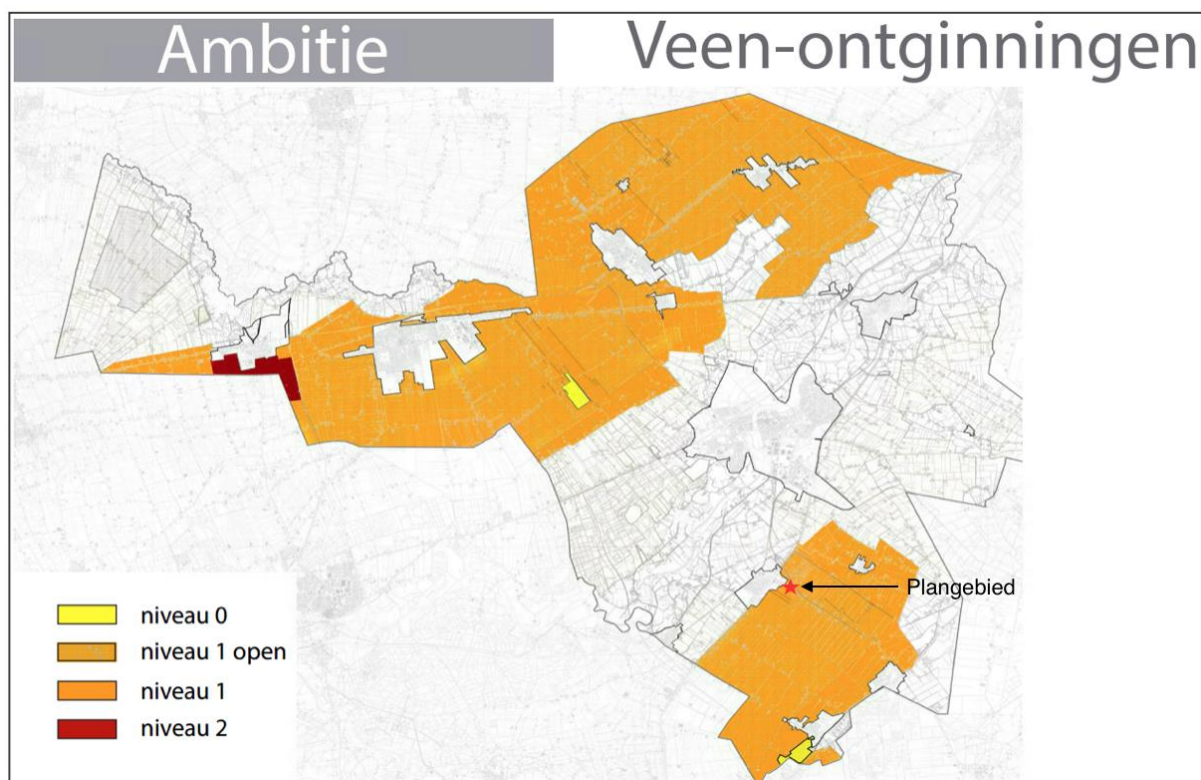 Ambitie
Veen-ontginningen
Plangebied
niveau 0
niveau 1 open
niveau 1
niveau 2